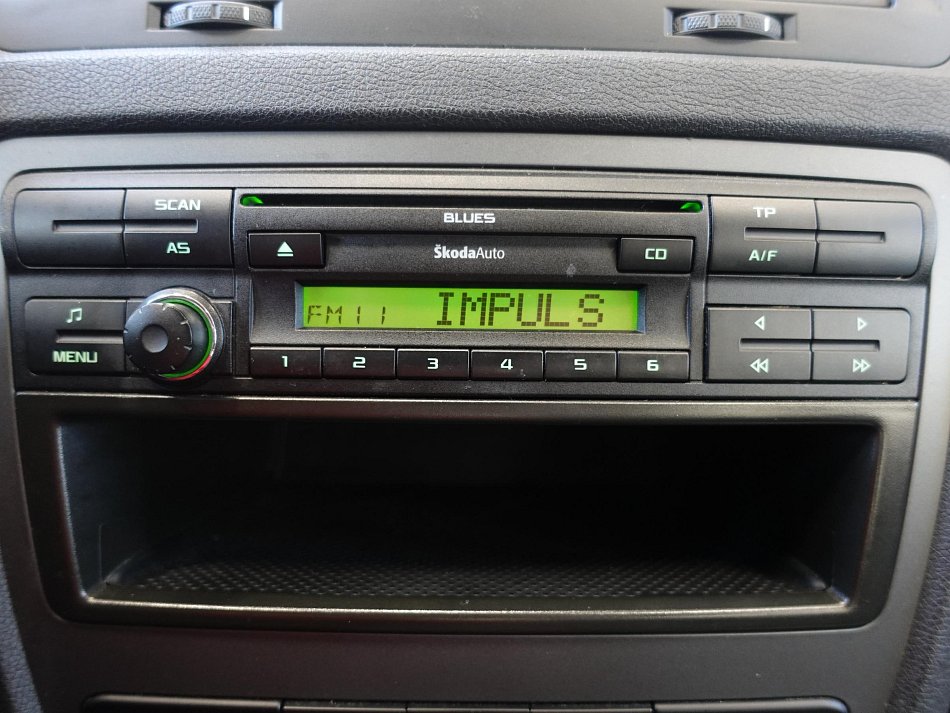 SCAN
AS
BLUES
ŠkodaAuto
CD
TP
A/F
FM11 IMPULS
MENU
1 2 3 4 5 6